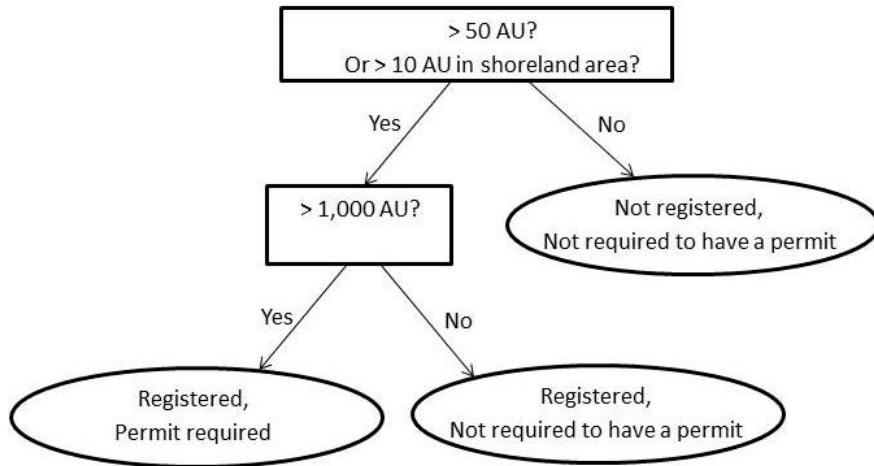 > 50 AU?
Or > 10 AU in shoreland area?
Yes
No
> 1,000 AU?
Not registered,
Not required to have a permit
Yes
No
Registered,
Permit required
Registered,
Not required to have a permit